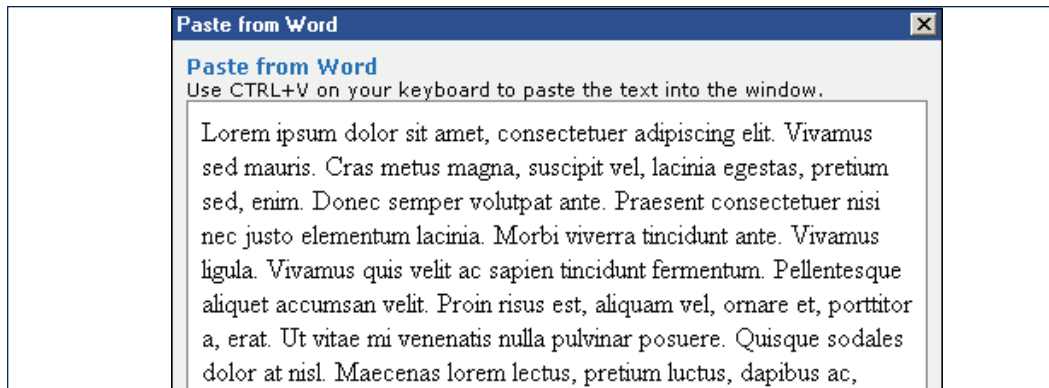 Paste from Word
Paste from Word
Use CTRL+V on your keyboard to paste the text into the window.
Lorem ipsum dolor sit amet, consectetuer adipiscing elit. Vivamus
sed mauris. Cras metus magna, suscipit vel, lacinia egestas, pretium
sed, enim. Donec semper volutpat ante. Praesent consectetuer nisi
nec justo elementum lacinia. Morbi viverra tincidunt ante. Vivamus
ligula. Vivamus quis velit ac sapien tincidunt fermentum. Pellentesque
aliquet accumsan velit. Proin risus est, aliquam vel, ornare et, porttitor
a, erat. Ut vitae mi venenatis nulla pulvinar posuere. Quisque sodales
dolor at nisl. Maecenas lorem lectus, pretium luctus, dapibus ac,